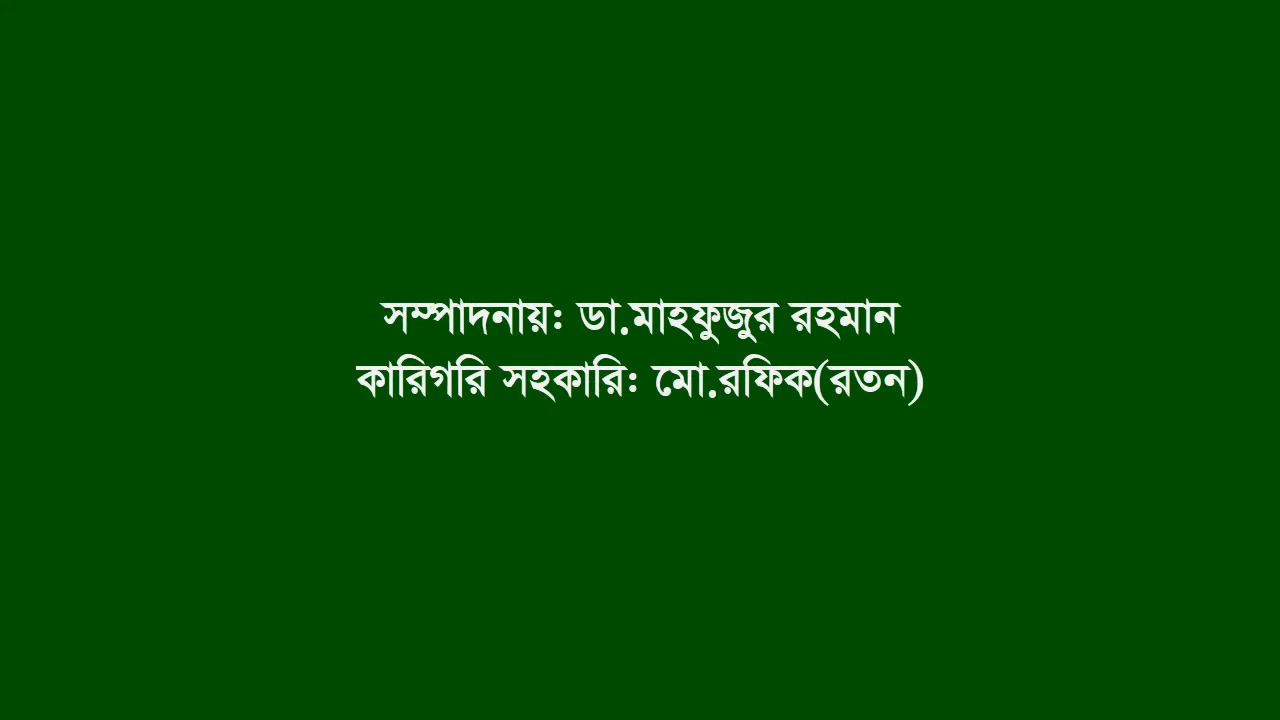 সম্পাদনায়ঃ ডা.মাহফুজুর রহমান
কারিগরি সহকারিঃ মো.রফিক(রতন)